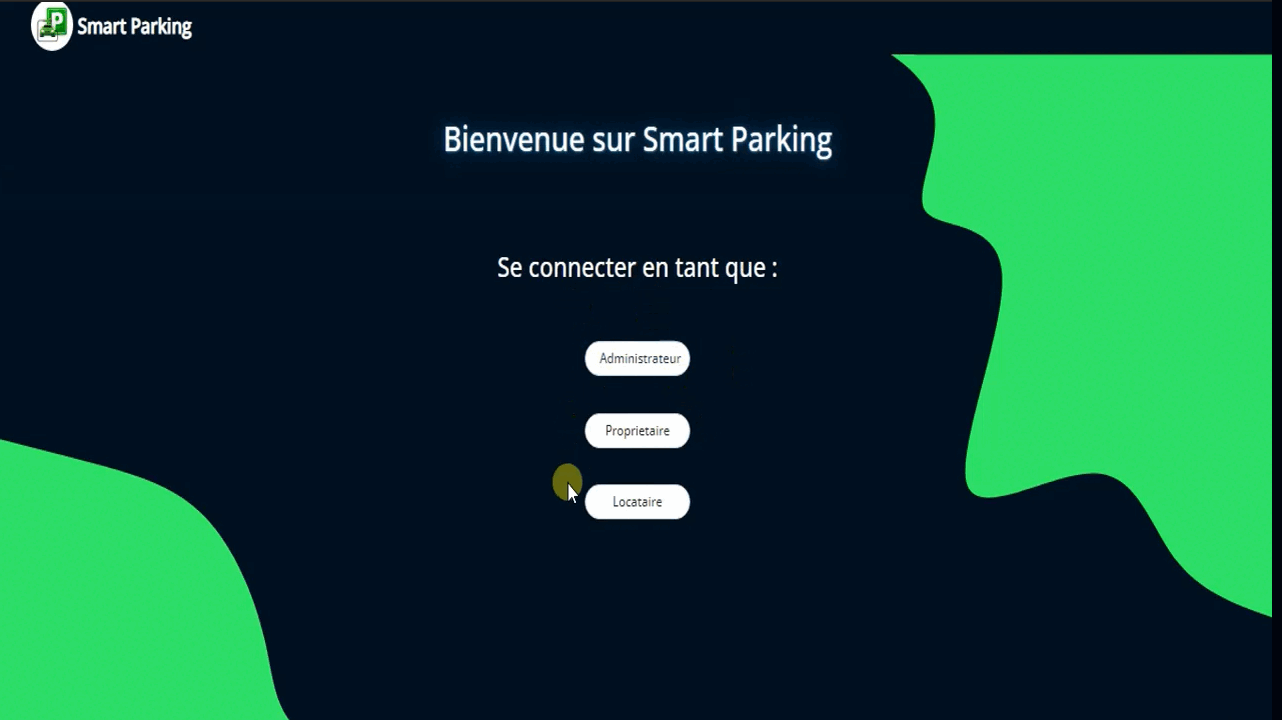 Smart Parking
Bienvenue sur Smart Parking
Se connecter en tant que :
Administrateur
Proprietaire
Locataire